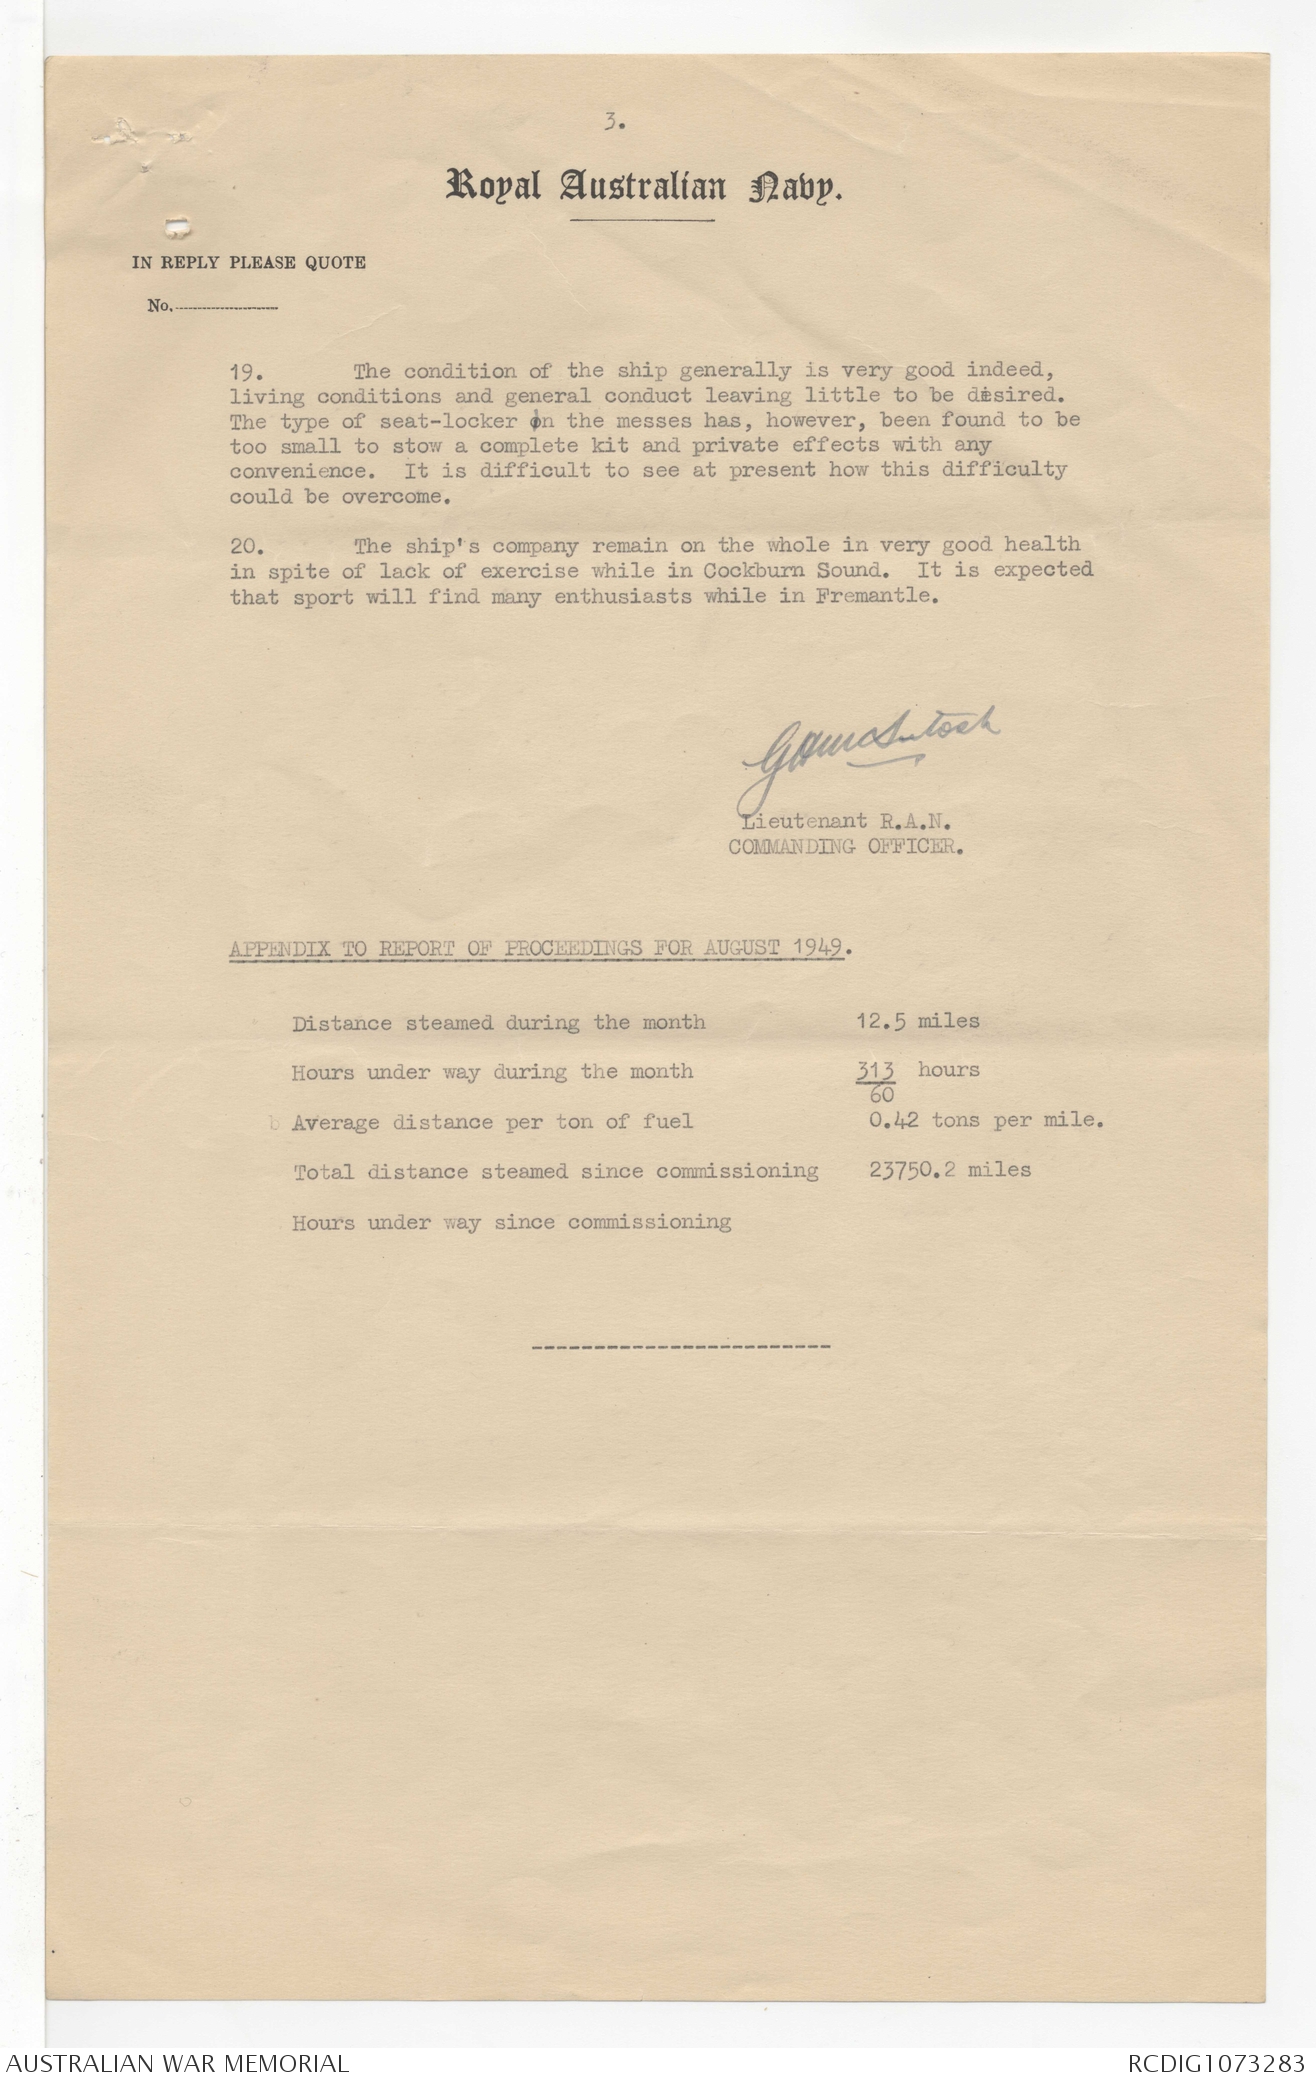 3.
Royal Australian Navy.
IN REPLY PLEASE QUOTE
No.
19. The condition of the ship generally is very good indeed,
living conditions and general conduct leaving little to be desired.
The type of seat-locker in the messes has, however, been found to be
too small to stow a complete kit and private effects with any
convenience. It is difficult to see at present how this difficulty
could be overcome.
20. The ship's company remain on the whole in very good health
in spite of lack of exercise while in Cockburn Sound. It is expected
that sport will find many enthusiasts while in Fremantle.
Lieutenant R.A.N.
COMMANDING OFFICER.
APPENDIX TO REPORT OF PROCEEDINGS FOR AUGUST 1949.
Distance steamed during the month 12.5 miles
Hours under way during the month 313 hours
60
Average distance per ton of fuel 0.42 tons per mile.
Total distance steamed since commissioning 23750.2 miles
Hours under way since commissioning
------------------------
AUSTRALIAN WAR MEMORIAL RCDIG1073283